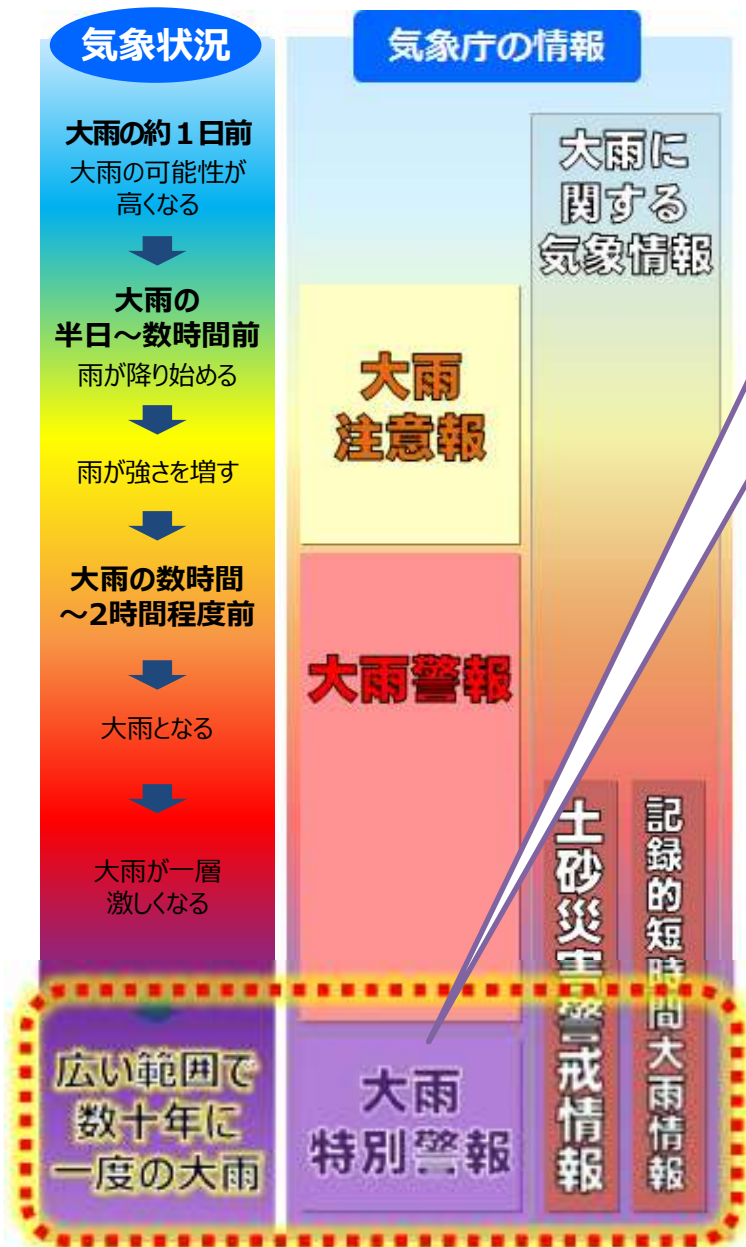 気象状況
大雨の約1日前
大雨の可能性が
高くなる
大雨の
半日～数時間前
雨が降り始める
雨が強さを増す
大雨の数時間
～2時間程度前
大雨となる
大雨が一層
激しくなる
広い範囲で
数十年に
一度の大雨
気象庁の情報
大雨に
関する
気象情報
大雨
注意報
大雨警報
大雨
特別警報
土砂災害警戒情報
記録的短時間大雨情報